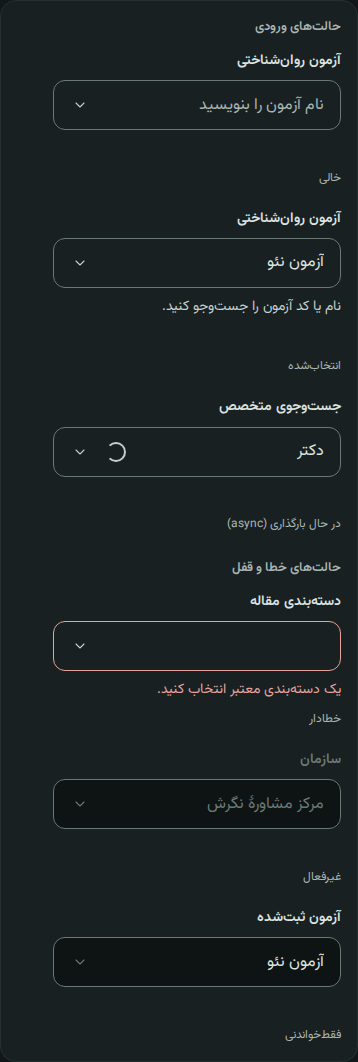 حالت‌های ورودی
آزمون روان‌شناختی
نام آزمون را بنویسید
خالی
آزمون روان‌شناختی
آزمون نئو
نام یا کد آزمون را جست‌وجو کنید.
انتخاب‌شده
جست‌وجوی متخصص
دکتر
در حال بارگذاری (async)
حالت‌های خطا و قفل
دسته‌بندی مقاله
یک دسته‌بندی معتبر انتخاب کنید.
خطادار
سازمان
مرکز مشاورهٔ نگرش
غیرفعال
آزمون ثبت‌شده
آزمون نئو
فقط‌خواندنی